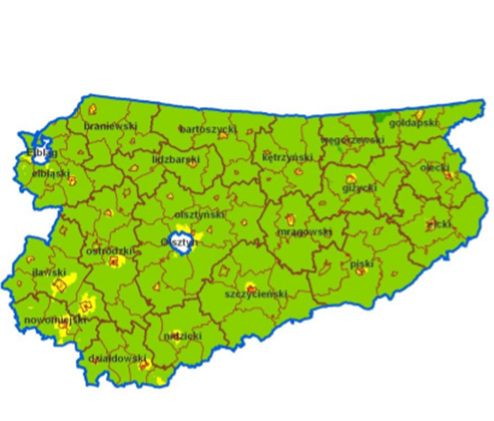 braniewski
bartoszycki
węgorzewski
gołdapski
Elbląg
elbląski
lidzbarski
kętrzyński
giżycki
olecki
olsztyński
Olsztyn
mrągowski
ełcki
ostródzki
iławski
piski
szczycieński
nowomiejski
nidzicki
działdowski